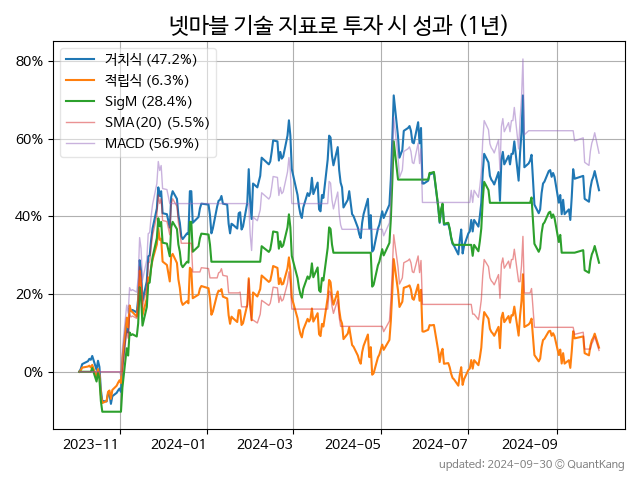 넷마블 기술 지표로 투자 시 성과 (1년)
80%
60%
40%
20%
0%
거치식 (47.2%)
적립식 (6.3%)
SigM (28.4%)
SMA(20) (5.5%)
MACD (56.9%)
2023-11
2024-01
2024-03
2024-05
2024-07
2024-09
updated: 2024-09-30 © QuantKang